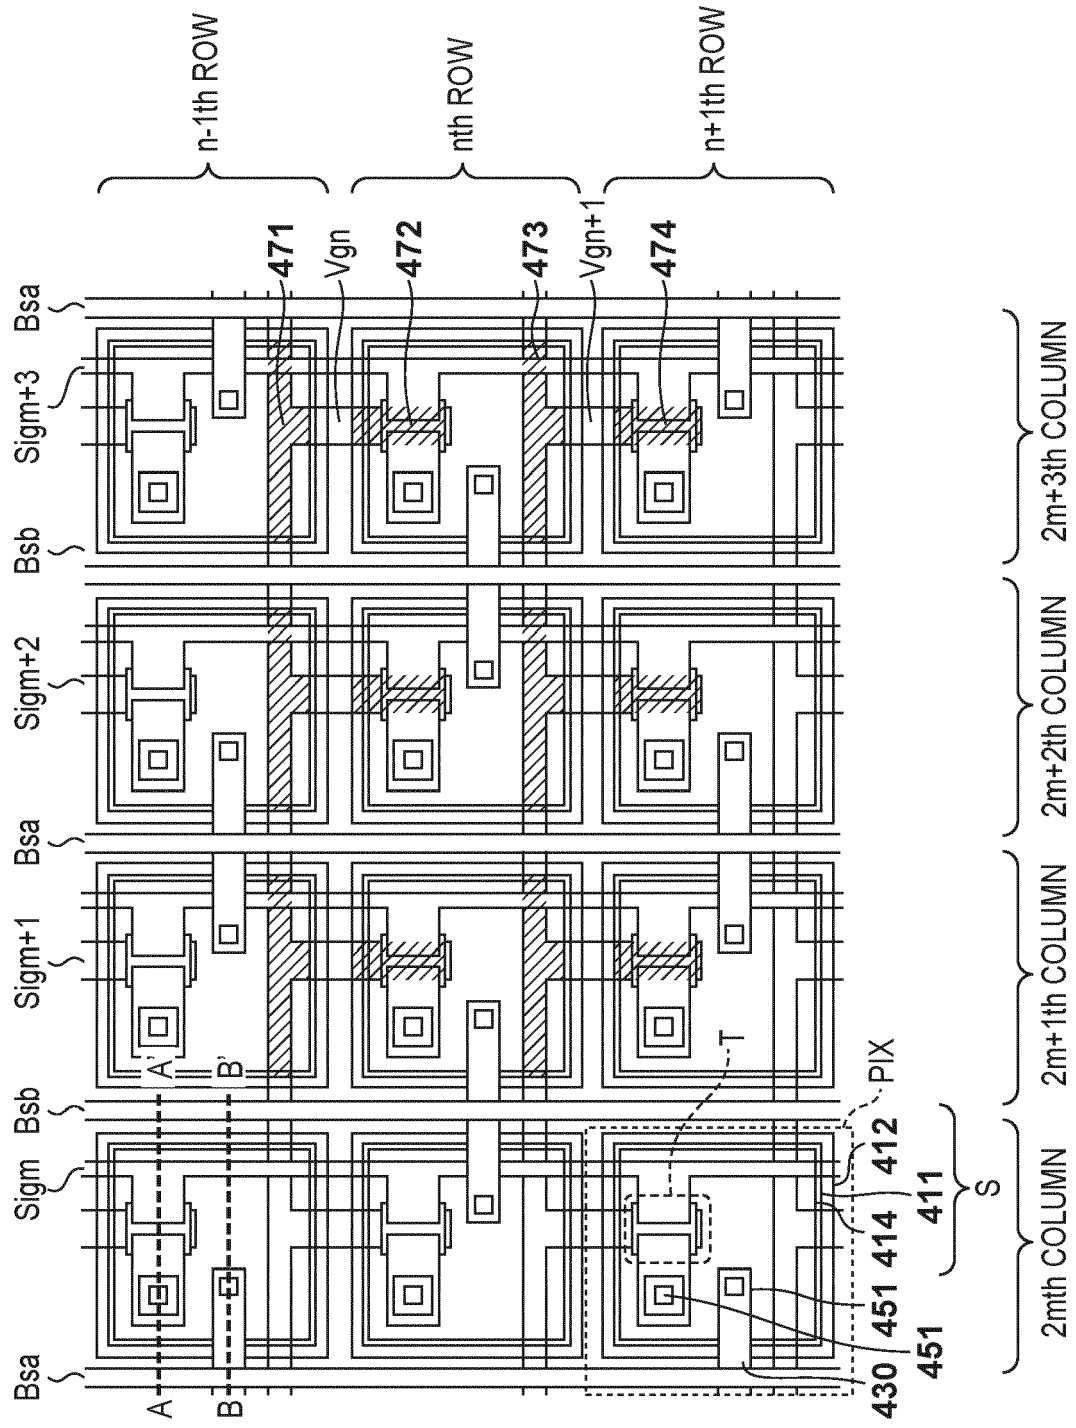 Bsa
Sigm
Bsb
Sigm+1
Bsa
Sigm+2
Bsb
Sigm+3
Bsa
n-1th ROW
nth ROW
n+1th ROW
471
Vgn
472
473
Vgn+1
474
A
A'
B
B'
T
PIX
412
411
414
S
451
451
430
2mth COLUMN
2m+1th COLUMN
2m+2th COLUMN
2m+3th COLUMN